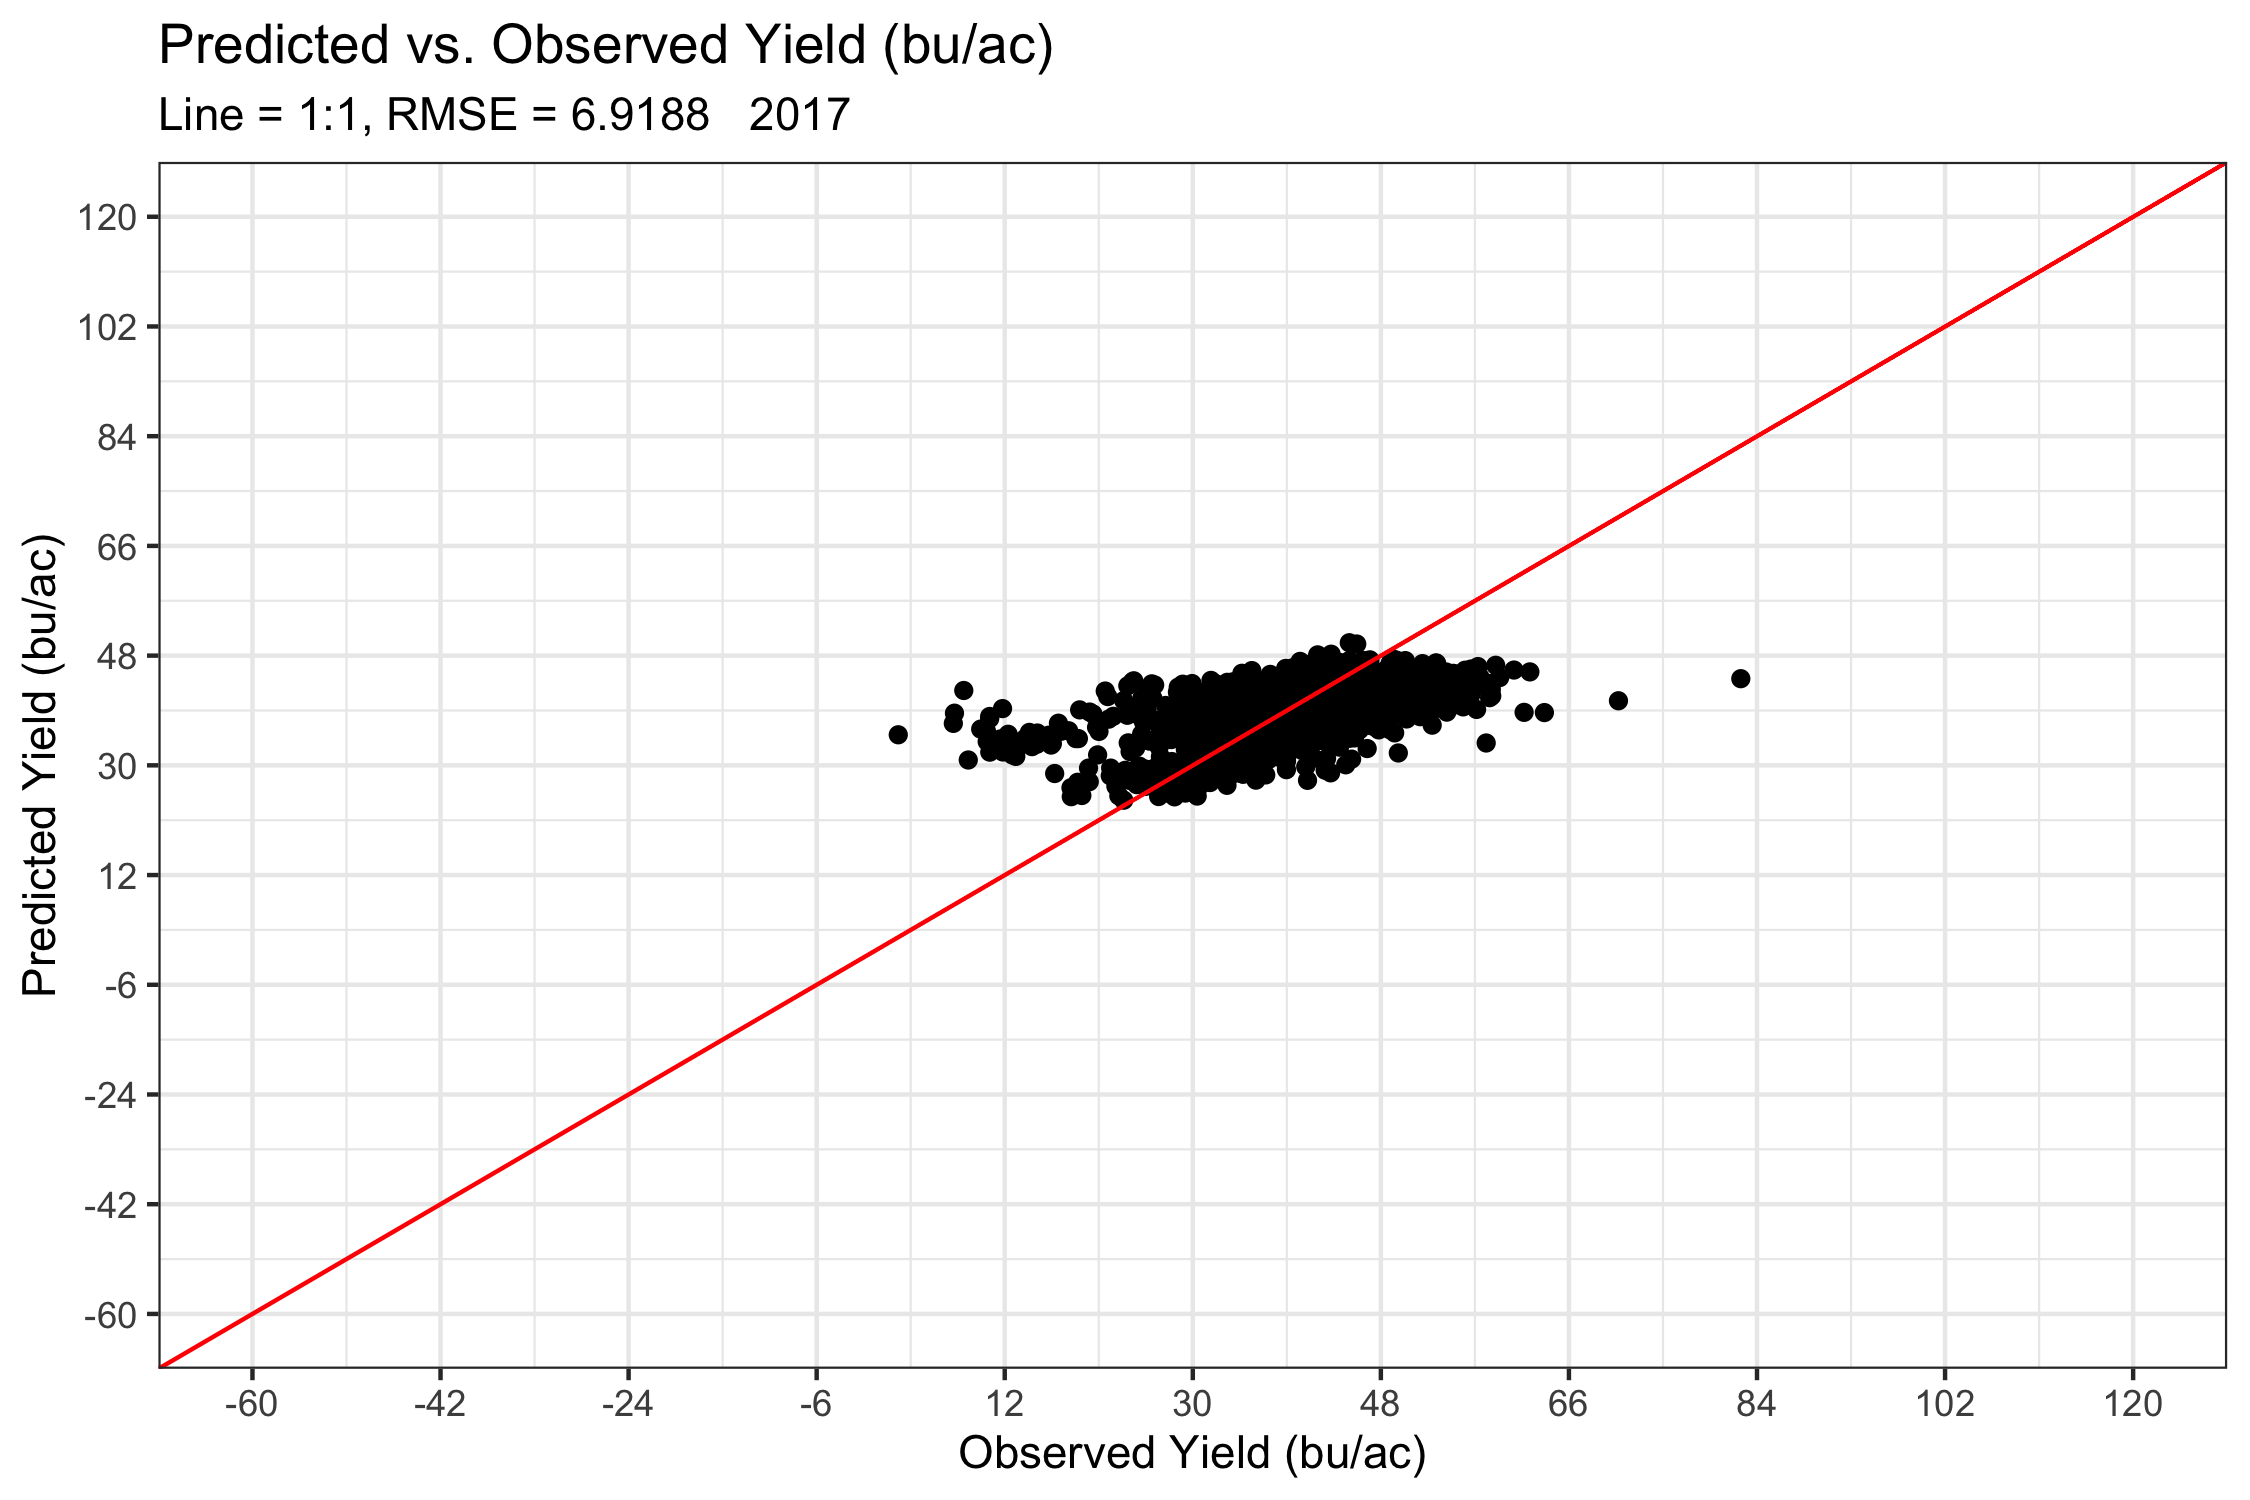 Predicted vs. Observed Yield (bu/ac)
Line = 1:1, RMSE = 6.9188   2017
Predicted Yield (bu/ac)
120
102
84
66
48
30
12
-6
-24
-42
-60
-60 -42 -24 -6 12 30 48 66 84 102 120
Observed Yield (bu/ac)